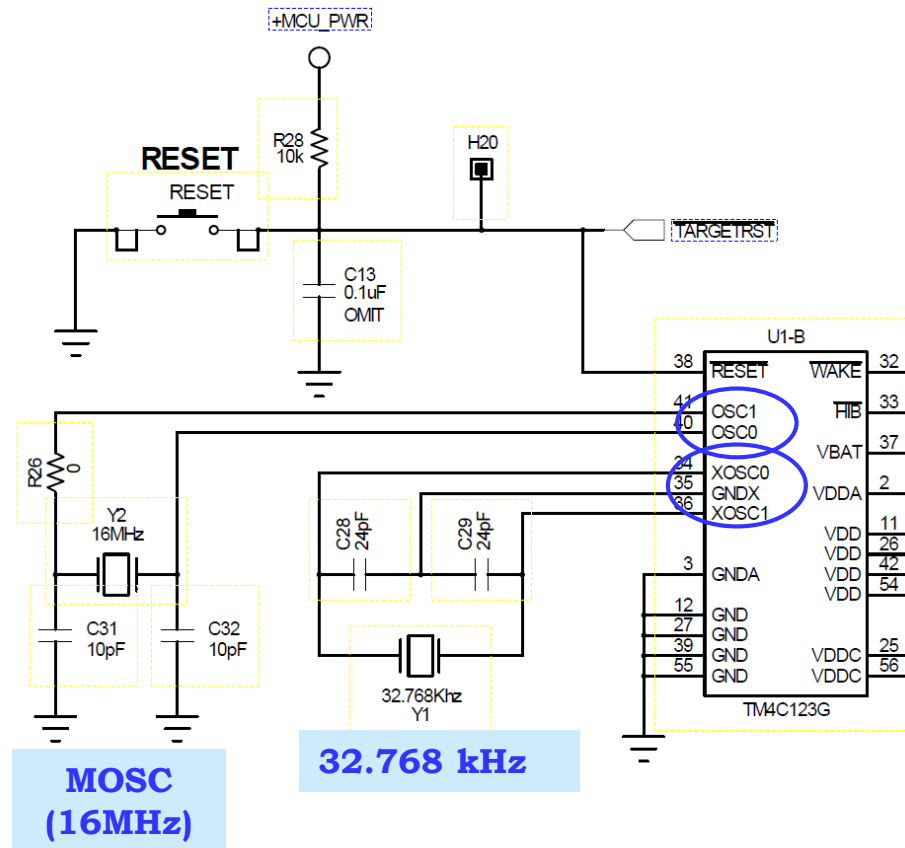 +MCU_PWR
R28
10k
H20
RESET
RESET
TARGETRST
C13
0.1uF
OMIT
U1-B
38
RESET
WAKE
32
41
OSC1
HIB
33
40
OSC0
VBAT
37
34
XOSC0
35
GNDX
VDDA
2
36
XOSC1
R26
0
Y2
16MHz
C28
24pF
C29
24pF
VDD
11
VDD
26
3
GNDA
VDD
42
VDD
54
12
GND
27
GND
39
GND
VDDC
25
55
GND
VDDC
56
C31
10pF
C32
10pF
32.768Khz
Y1
TM4C123G
MOSC
(16MHz)
32.768 kHz